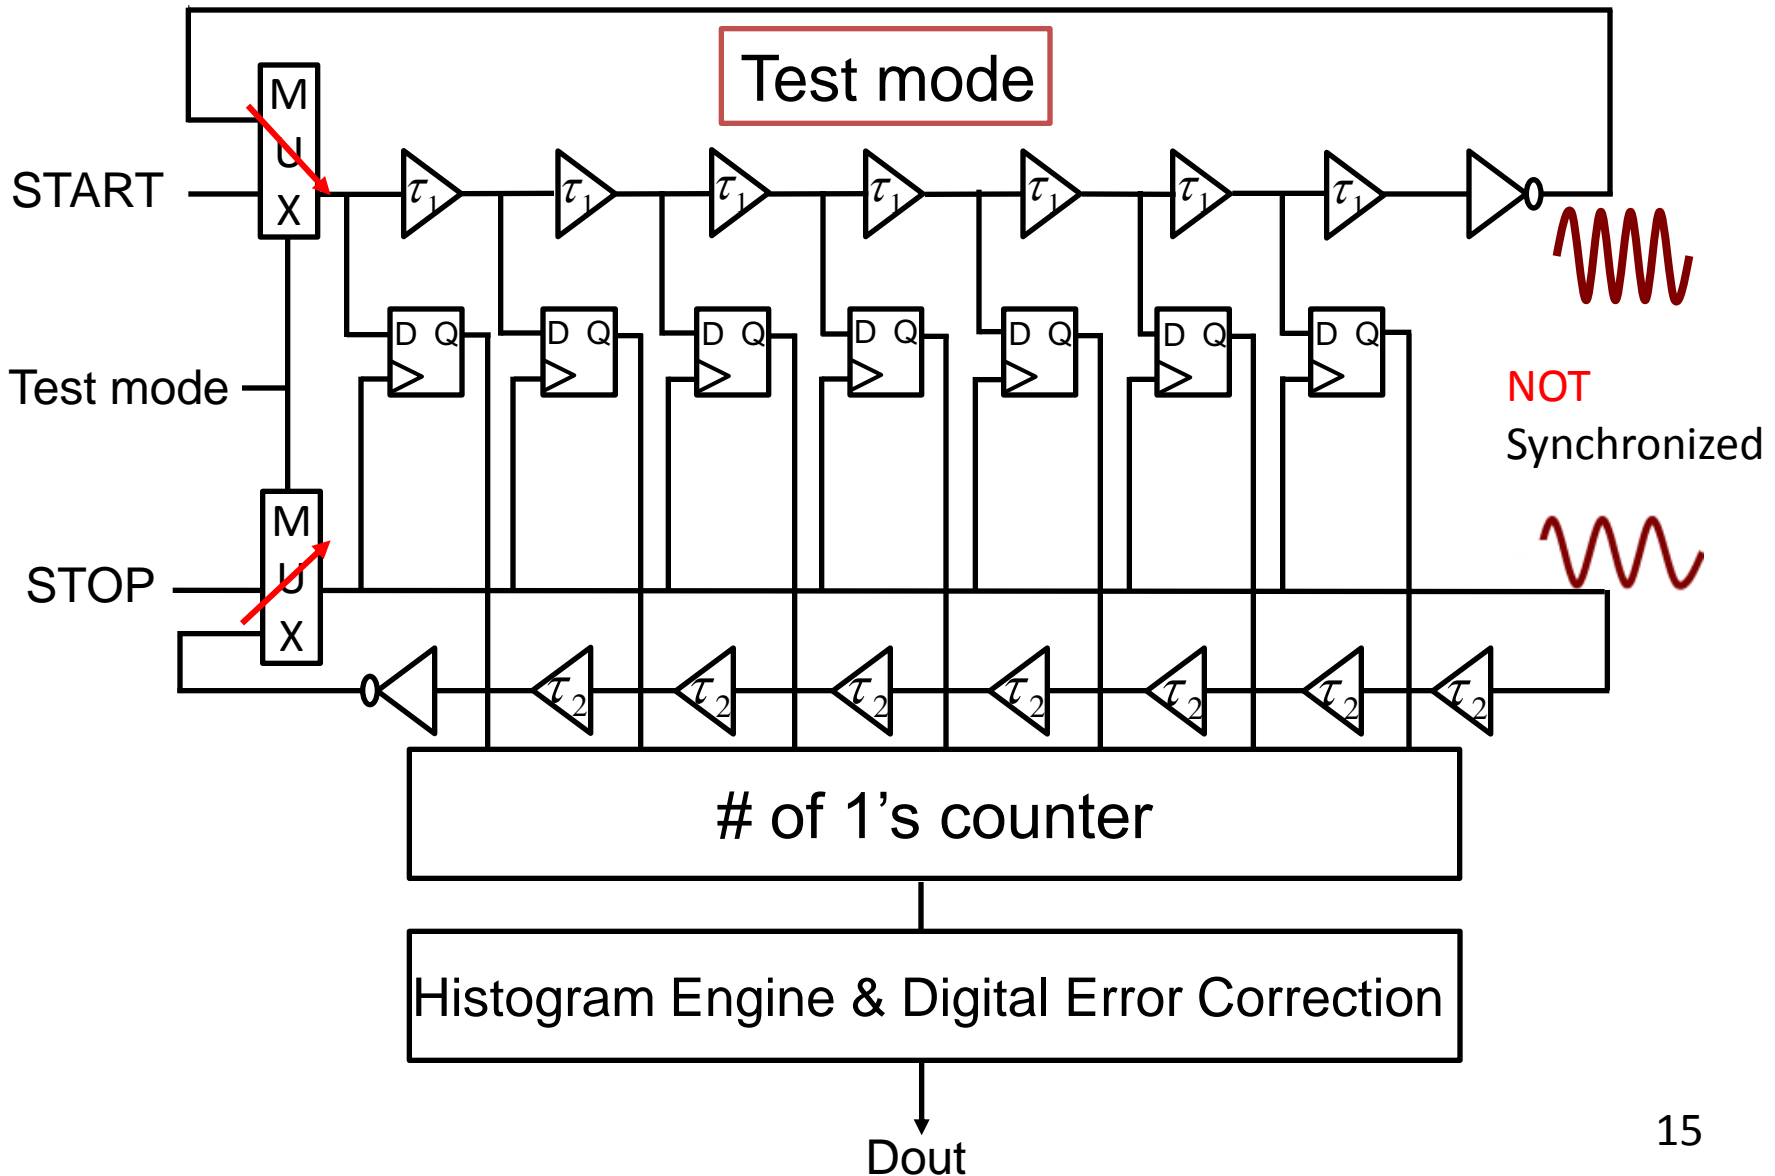 Test mode
M
U
X
START
τ1 τ1 τ1 τ1 τ1 τ1 τ1
D Q D Q D Q D Q D Q D Q D Q
Test mode
NOT
Synchronized
M
U
X
STOP
τ2 τ2 τ2 τ2 τ2 τ2 τ2
# of 1’s counter
Histogram Engine & Digital Error Correction
Dout
15